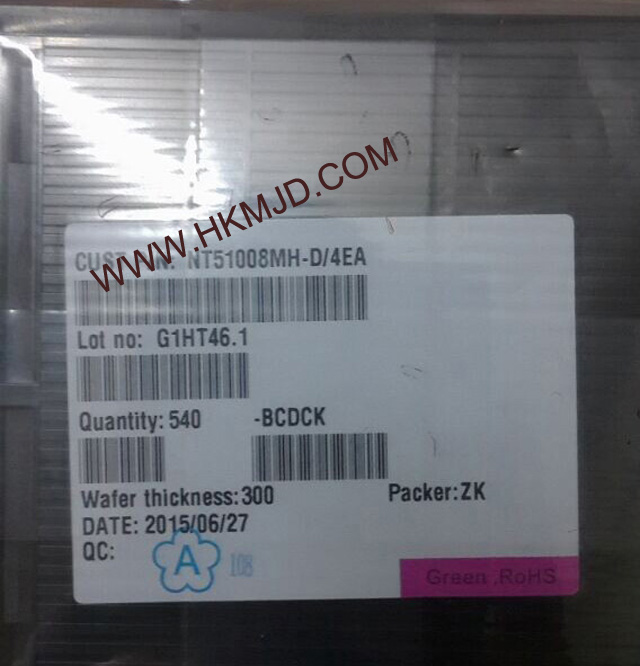 WWW.HKMJD.COM
NT51008MH-D/4EA
Lot no: G1HT46.1
Quantity: 540 -BCDCK
Wafer thickness: 300 Packer: ZK
DATE: 2015/06/27
QC: A 108
Green ,RoHS